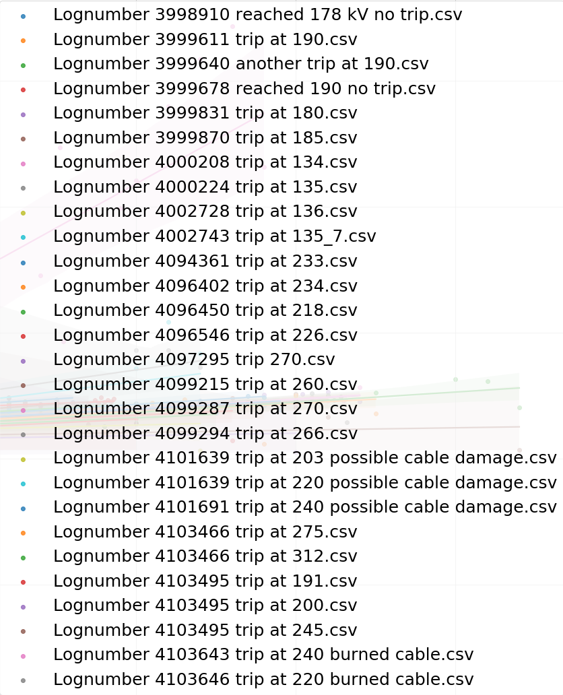 Lognumber 3998910 reached 178 kV no trip.csv
Lognumber 3999611 trip at 190.csv
Lognumber 3999640 another trip at 190.csv
Lognumber 3999678 reached 190 no trip.csv
Lognumber 3999831 trip at 180.csv
Lognumber 3999870 trip at 185.csv
Lognumber 4000208 trip at 134.csv
Lognumber 4000224 trip at 135.csv
Lognumber 4002728 trip at 136.csv
Lognumber 4002743 trip at 135_7.csv
Lognumber 4094361 trip at 233.csv
Lognumber 4096402 trip at 234.csv
Lognumber 4096450 trip at 218.csv
Lognumber 4096546 trip at 226.csv
Lognumber 4097295 trip 270.csv
Lognumber 4099215 trip at 260.csv
Lognumber 4099287 trip at 270.csv
Lognumber 4099294 trip at 266.csv
Lognumber 4101639 trip at 203 possible cable damage.csv
Lognumber 4101639 trip at 220 possible cable damage.csv
Lognumber 4101691 trip at 240 possible cable damage.csv
Lognumber 4103466 trip at 275.csv
Lognumber 4103466 trip at 312.csv
Lognumber 4103495 trip at 191.csv
Lognumber 4103495 trip at 200.csv
Lognumber 4103495 trip at 245.csv
Lognumber 4103643 trip at 240 burned cable.csv
Lognumber 4103646 trip at 220 burned cable.csv